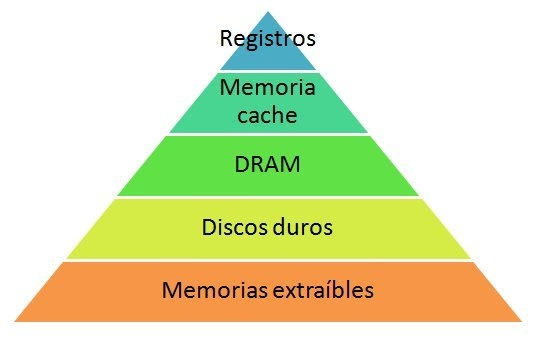 Registros
Memoria
cache
DRAM
Discos duros
Memorias extraíbles